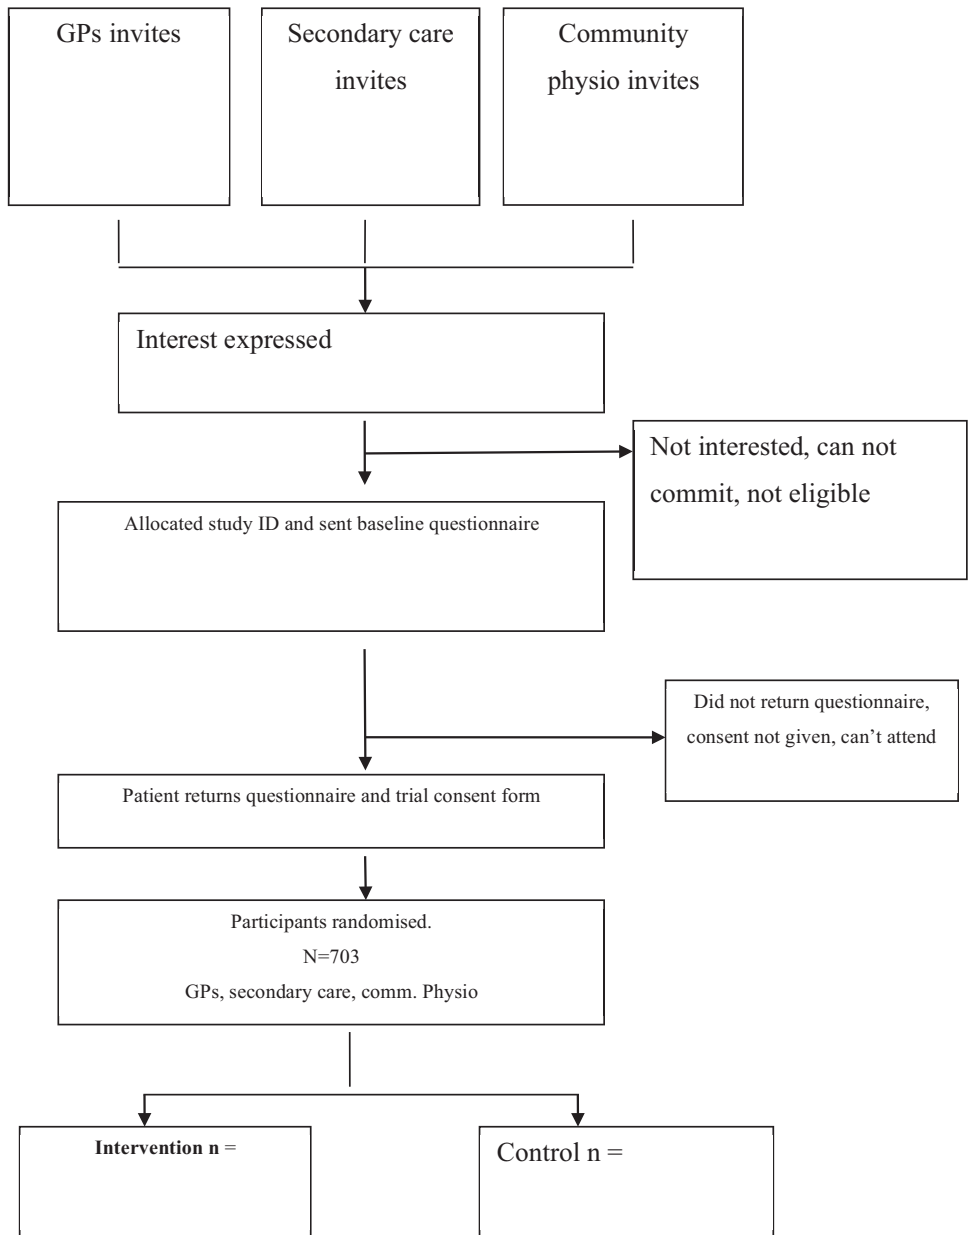 GPs invites
Secondary care
invites
Community
physio invites
Interest expressed
Not interested, can not
commit, not eligible
Allocated study ID and sent baseline questionnaire
Did not return questionnaire,
consent not given, can’t attend
Patient returns questionnaire and trial consent form
Participants randomised.
N=703
GPs, secondary care, comm. Physio
Intervention n =
Control n =